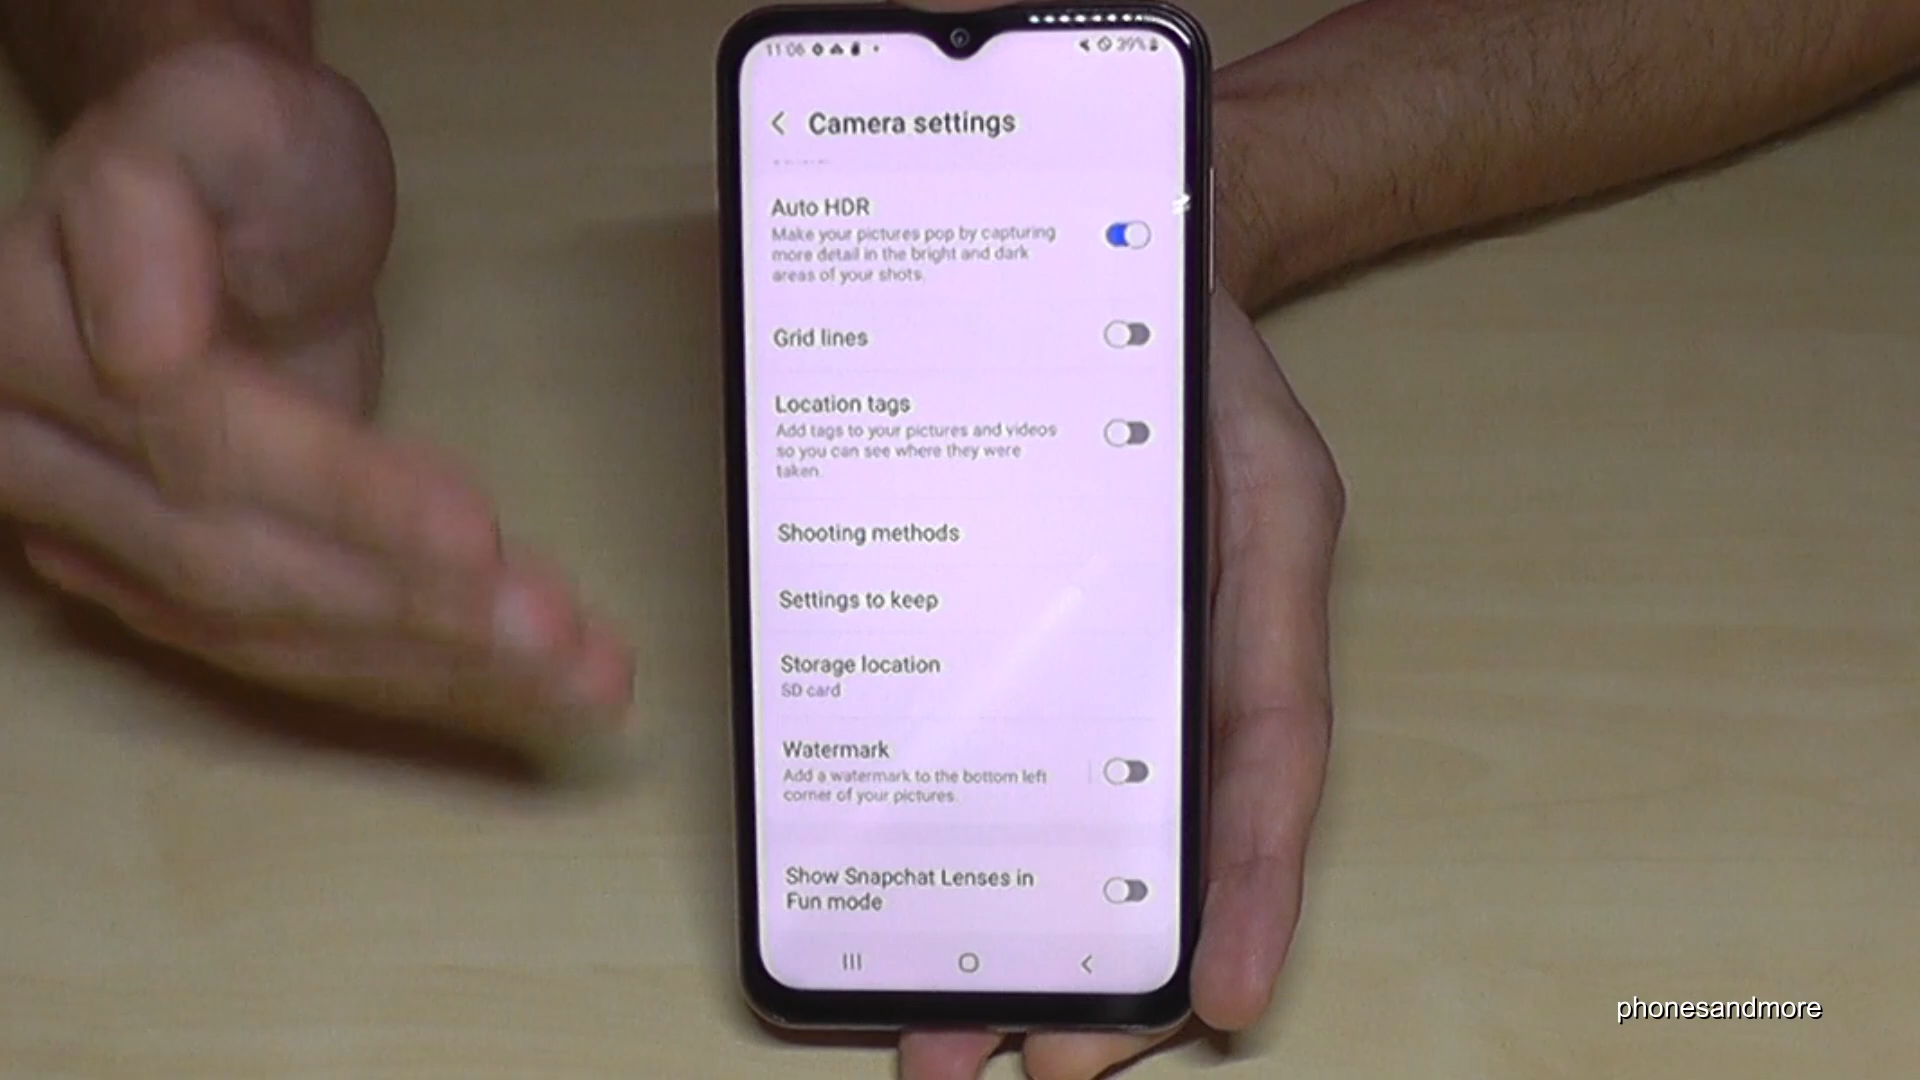 11:06
39%
Camera settings
Auto HDR
Make your pictures pop by capturing
more detail in the bright and dark
areas of your shots.
Grid lines
Location tags
Add tags to your pictures and videos
so you can see where they were
taken.
Shooting methods
Settings to keep
Storage location
SD card
Watermark
Add a watermark to the bottom left
corner of your pictures.
Show Snapchat Lenses in
Fun mode
phonesandmore